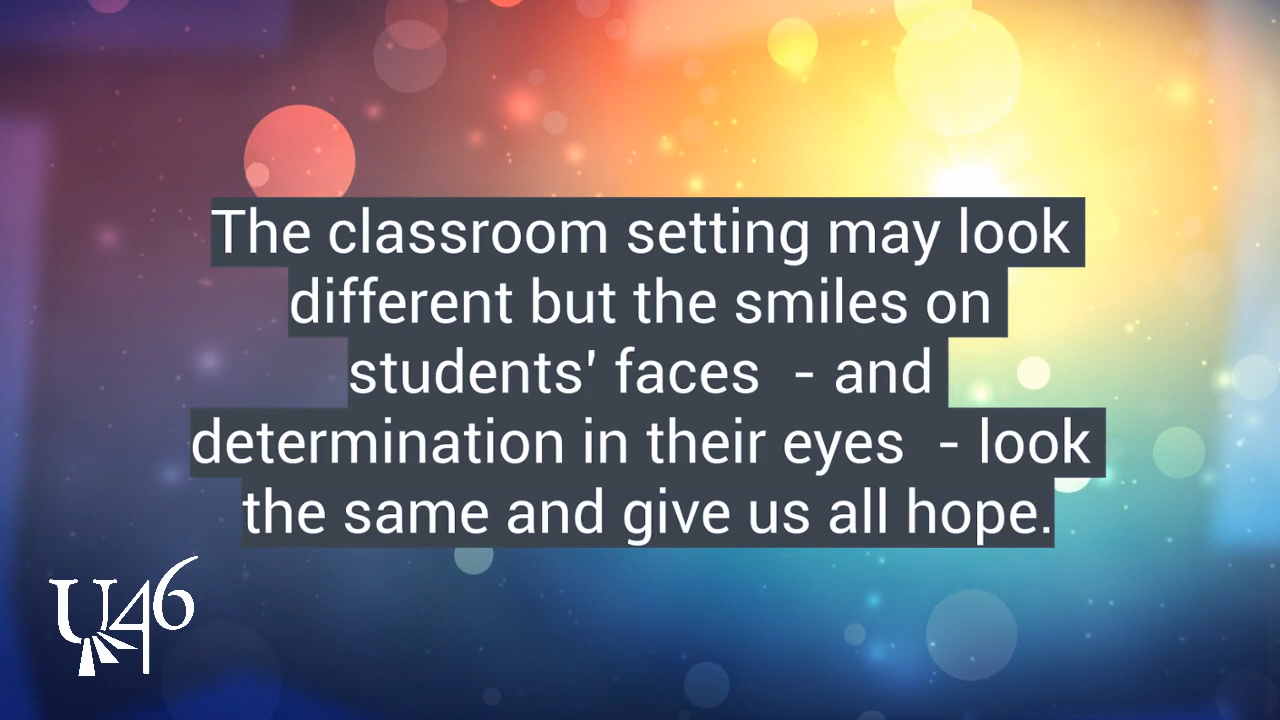 The classroom setting may look
different but the smiles on
students' faces  - and
determination in their eyes  - look
the same and give us all hope.
U46